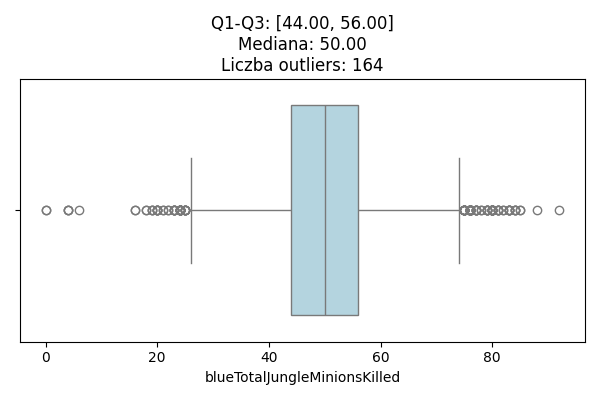 Q1-Q3: [44.00, 56.00]
Mediana: 50.00
Liczba outliers: 164
0 20 40 60 80
blueTotalJungleMinionsKilled